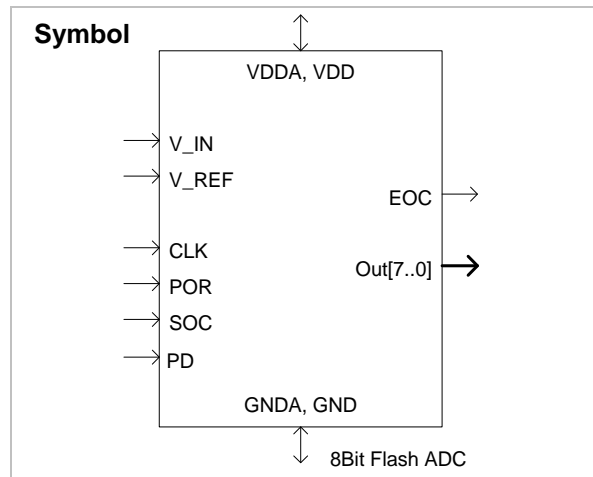 Symbol
VDDA, VDD
V_IN
V_REF
EOC
CLK
Out[7..0]
POR
SOC
PD
GNDA, GND
8Bit Flash ADC